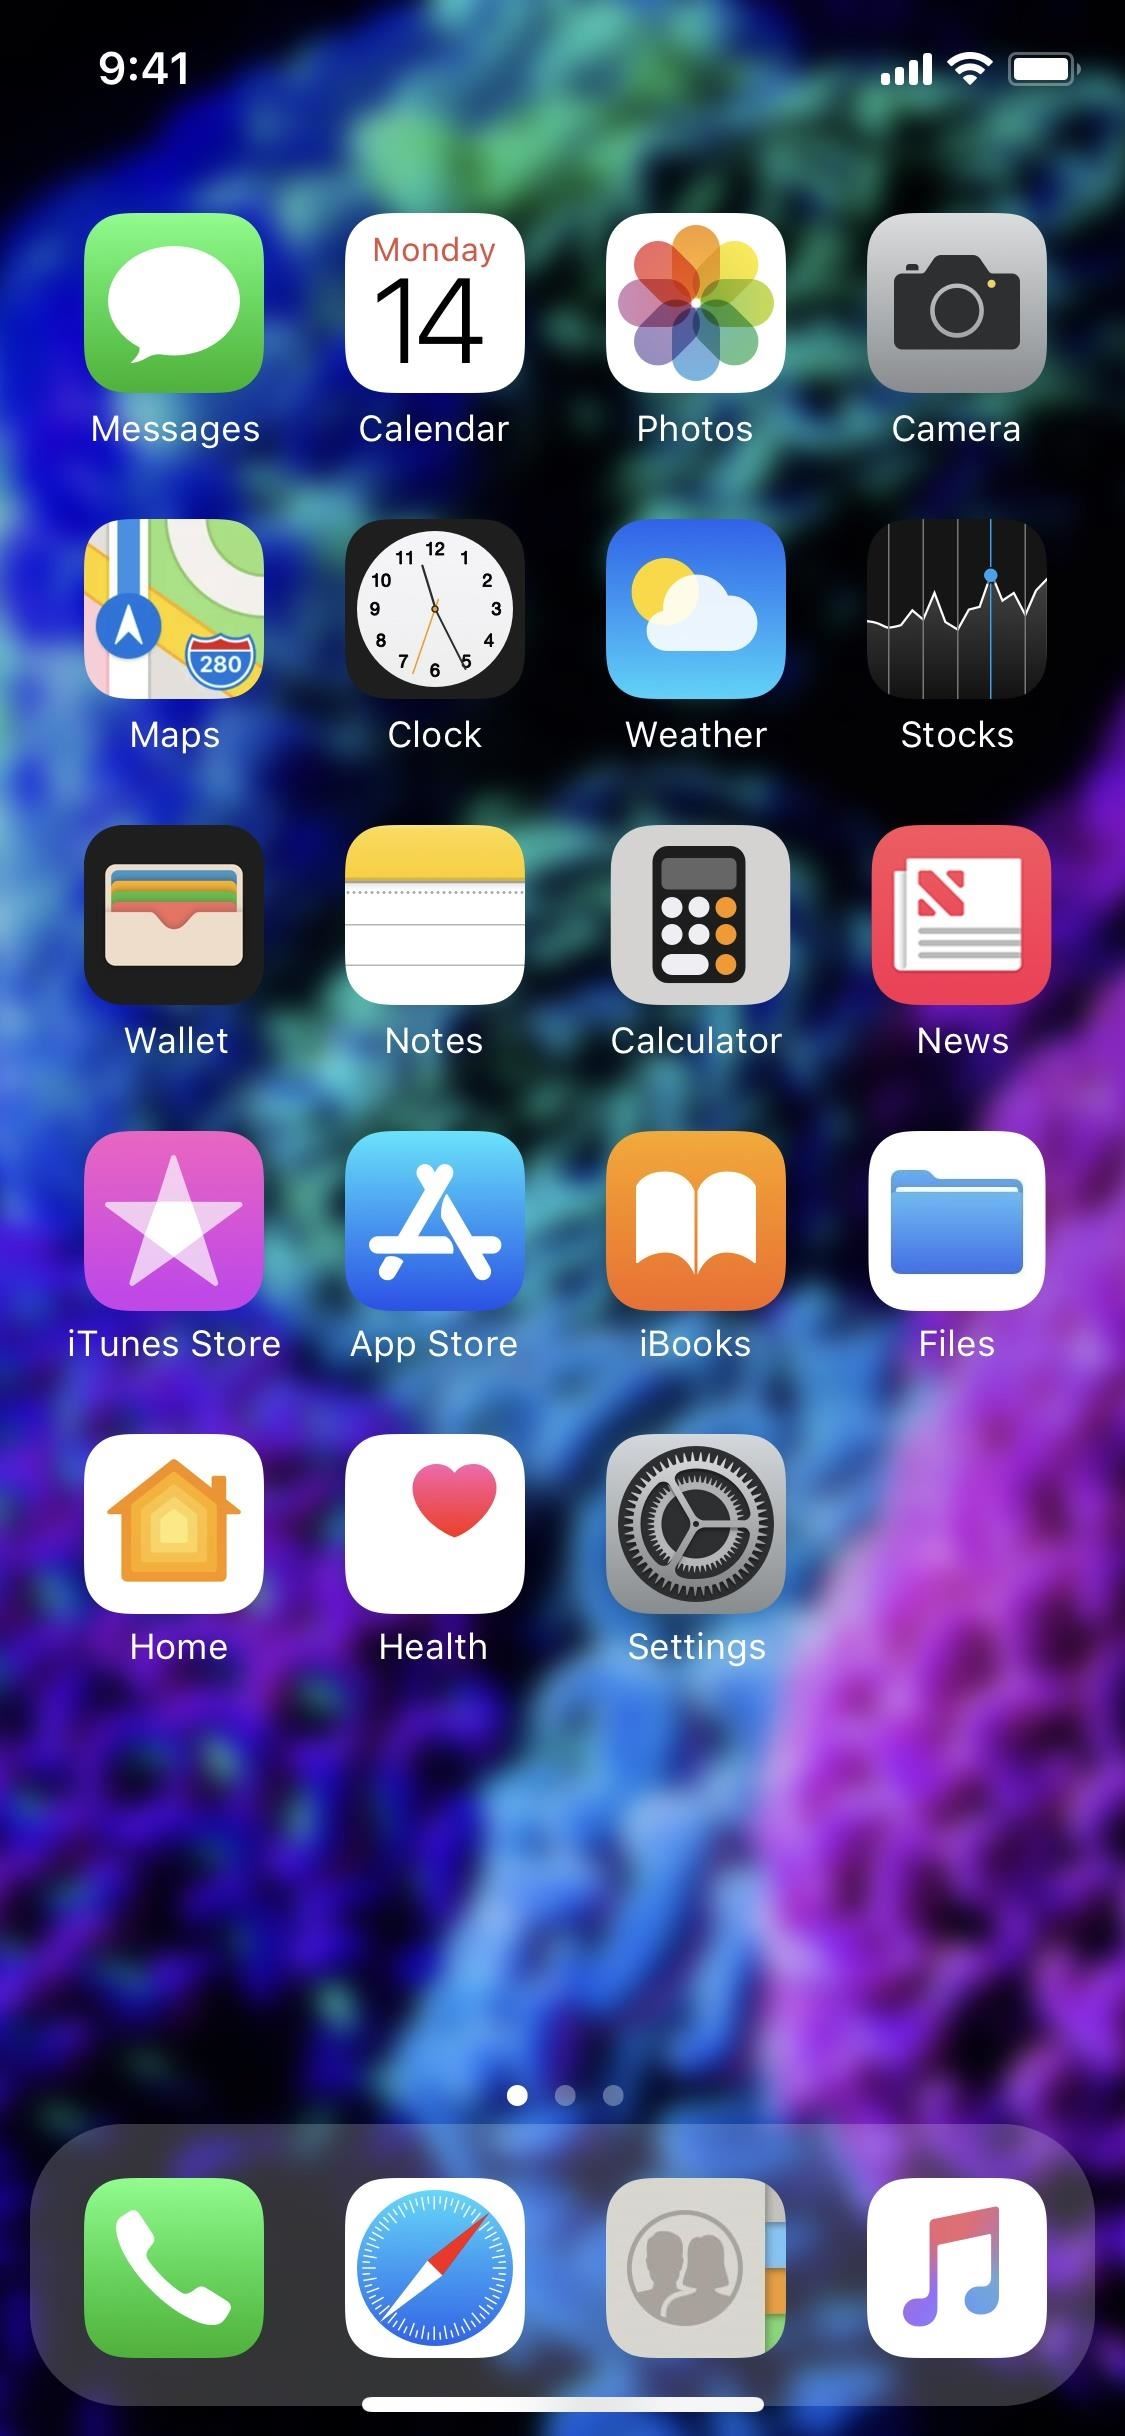 9:41
Monday
14
Messages
Calendar
Photos
Camera
280
12
11
1
10
2
9
3
8
4
7
5
6
Maps
Clock
Weather
Stocks
Wallet
Notes
Calculator
News
iTunes Store
App Store
iBooks
Files
Home
Health
Settings